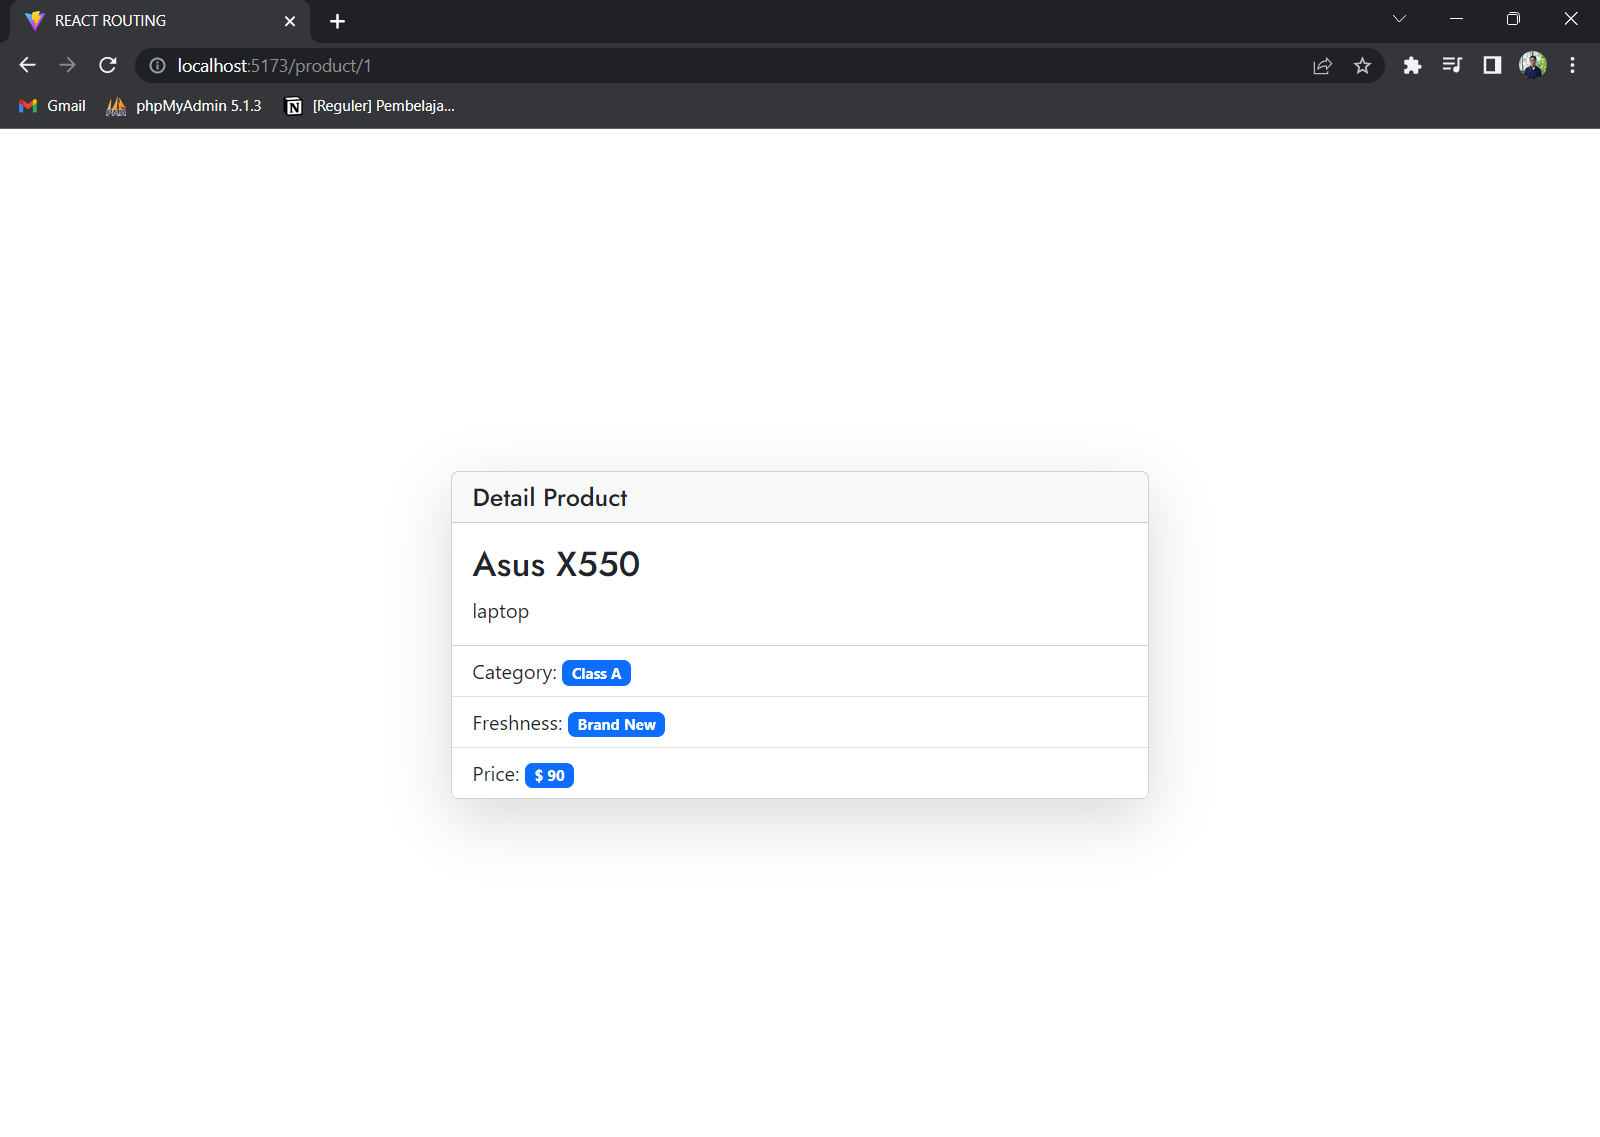 REACT ROUTING
localhost:5173/product/1
Gmail
phpMyAdmin 5.1.3
[Reguler] Pembelaja...
Detail Product
Asus X550
laptop
Category: Class A
Freshness: Brand New
Price: $ 90